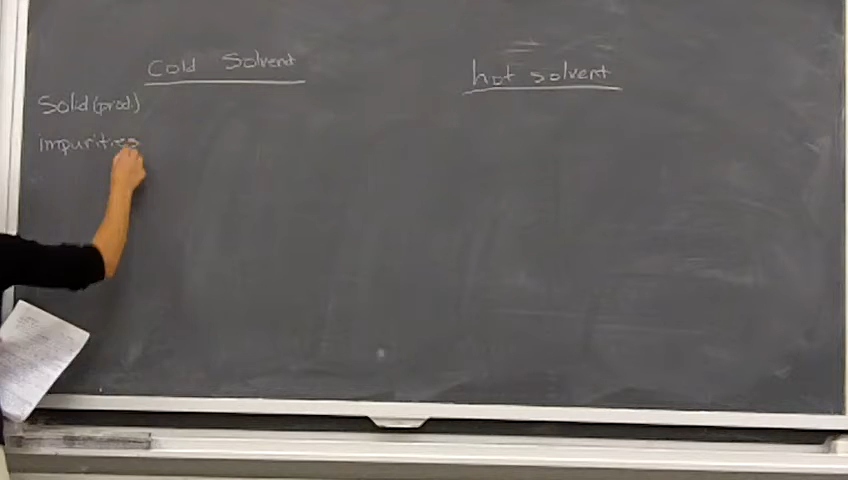 Cold Solvent
hot solvent
Solid (prod.)
impurities